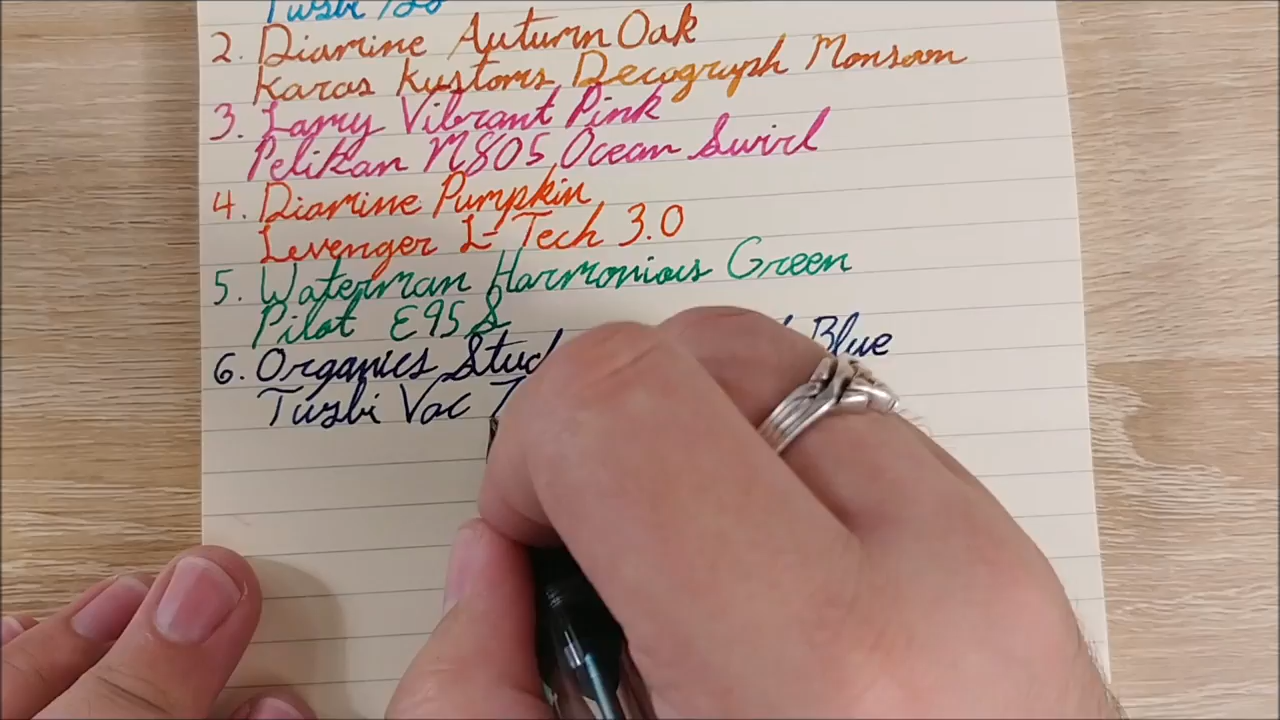 Twsbi
2. Diamine Autumn Oak
Karas Kustoms Decograph Monsoon
3. Lamy Vibrant Pink
Pelikan M805 Ocean Swirl
4. Diamine Pumpkin
Levenger L-Tech 3.0
5. Waterman Harmonious Green
Pilot E95S
6. Organics Blue
Twsbi Vac